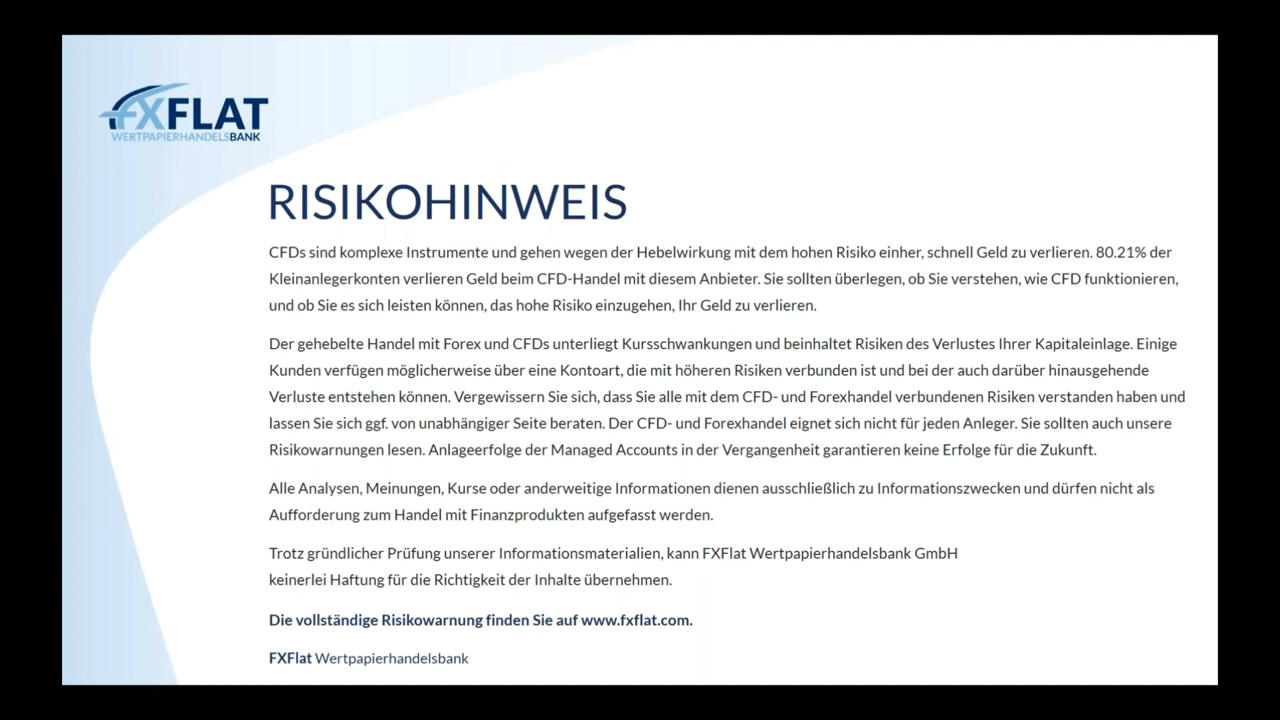 FXFLAT
WERTPAPIERHANDELSBANK
RISIKOHINWEIS
CFDs sind komplexe Instrumente und gehen wegen der Hebelwirkung mit dem hohen Risiko einher, schnell Geld zu verlieren. 80.21% der
Kleinanlegerkonten verlieren Geld beim CFD-Handel mit diesem Anbieter. Sie sollten überlegen, ob Sie verstehen, wie CFD funktionieren,
und ob Sie es sich leisten können, das hohe Risiko einzugehen, Ihr Geld zu verlieren.
Der gehebelte Handel mit Forex und CFDs unterliegt Kursschwankungen und beinhaltet Risiken des Verlustes Ihrer Kapitaleinlage. Einige
Kunden verfügen möglicherweise über eine Kontoart, die mit höheren Risiken verbunden ist und bei der auch darüber hinausgehende
Verluste entstehen können. Vergewissern Sie sich, dass Sie alle mit dem CFD- und Forexhandel verbundenen Risiken verstanden haben und
lassen Sie sich ggf. von unabhängiger Seite beraten. Der CFD- und Forexhandel eignet sich nicht für jeden Anleger. Sie sollten auch unsere
Risikowarnungen lesen. Anlageerfolge der Managed Accounts in der Vergangenheit garantieren keine Erfolge für die Zukunft.
Alle Analysen, Meinungen, Kurse oder anderweitige Informationen dienen ausschließlich zu Informationszwecken und dürfen nicht als
Aufforderung zum Handel mit Finanzprodukten aufgefasst werden.
Trotz gründlicher Prüfung unserer Informationsmaterialien, kann FXFlat Wertpapierhandelsbank GmbH
keinerlei Haftung für die Richtigkeit der Inhalte übernehmen.
Die vollständige Risikowarnung finden Sie auf www.fxflat.com.
FXFlat Wertpapierhandelsbank